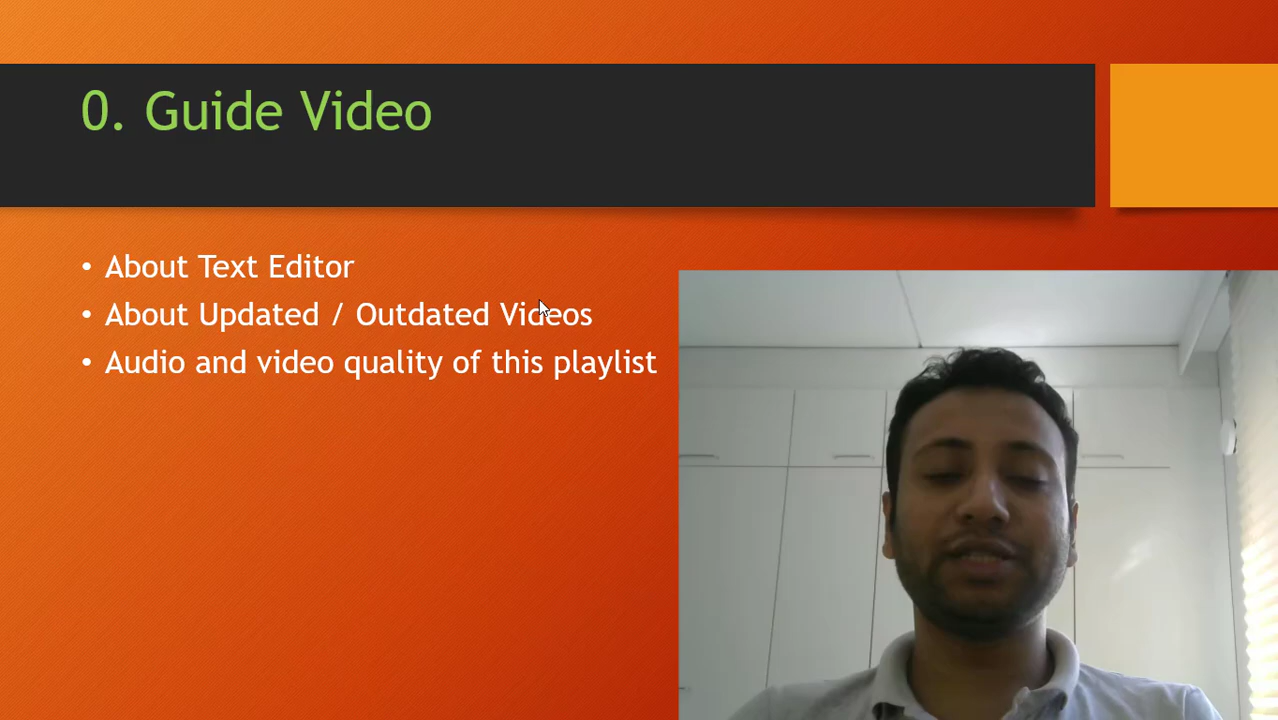 0. Guide Video
• About Text Editor
• About Updated / Outdated Videos
• Audio and video quality of this playlist